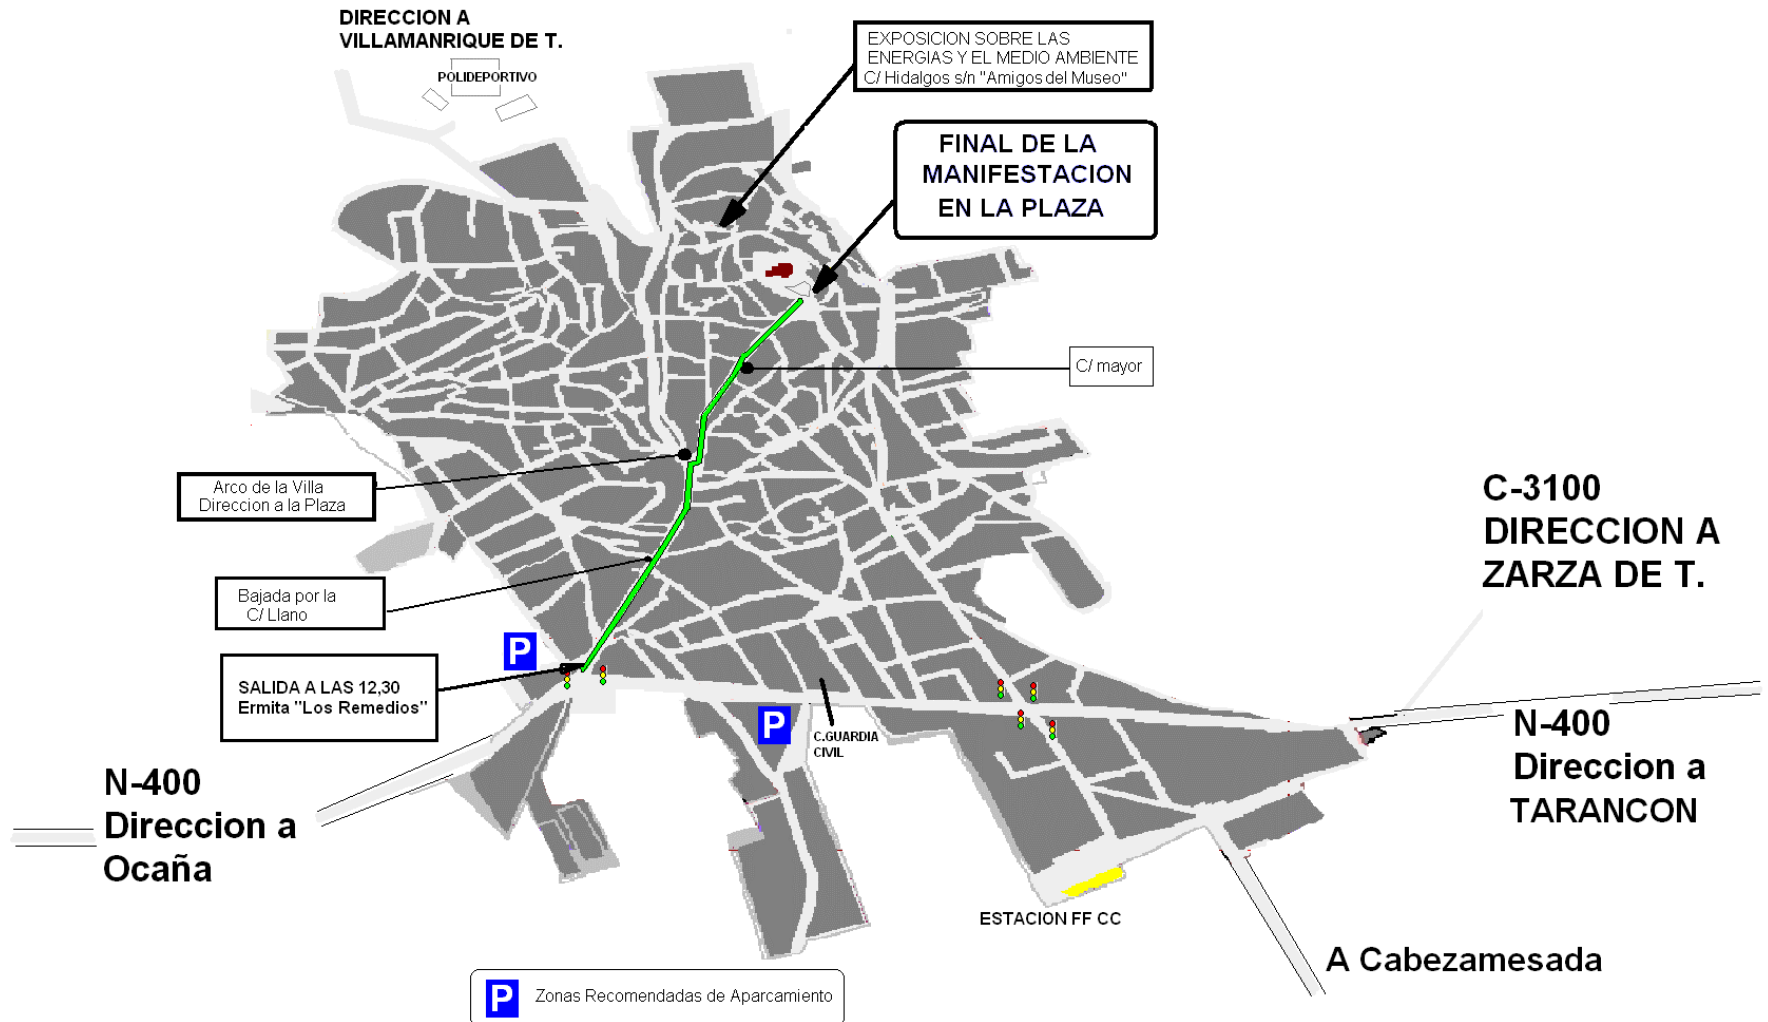 DIRECCION A
VILLAMANRIQUE DE T.
POLIDEPORTIVO
EXPOSICION SOBRE LAS
ENERGIAS Y EL MEDIO AMBIENTE
C/ Hidalgos s/n "Amigos del Museo"
FINAL DE LA
MANIFESTACION
EN LA PLAZA
C/ mayor
Arco de la Villa
Direccion a la Plaza
C-3100
DIRECCION A
ZARZA DE T.
Bajada por la
C/ Llano
P
SALIDA A LAS 12,30
Ermita "Los Remedios"
P
C.GUARDIA
CIVIL
N-400
Direccion a
TARANCON
N-400
Direccion a
Ocaña
ESTACION FF CC
A Cabezamesada
P Zonas Recomendadas de Aparcamiento